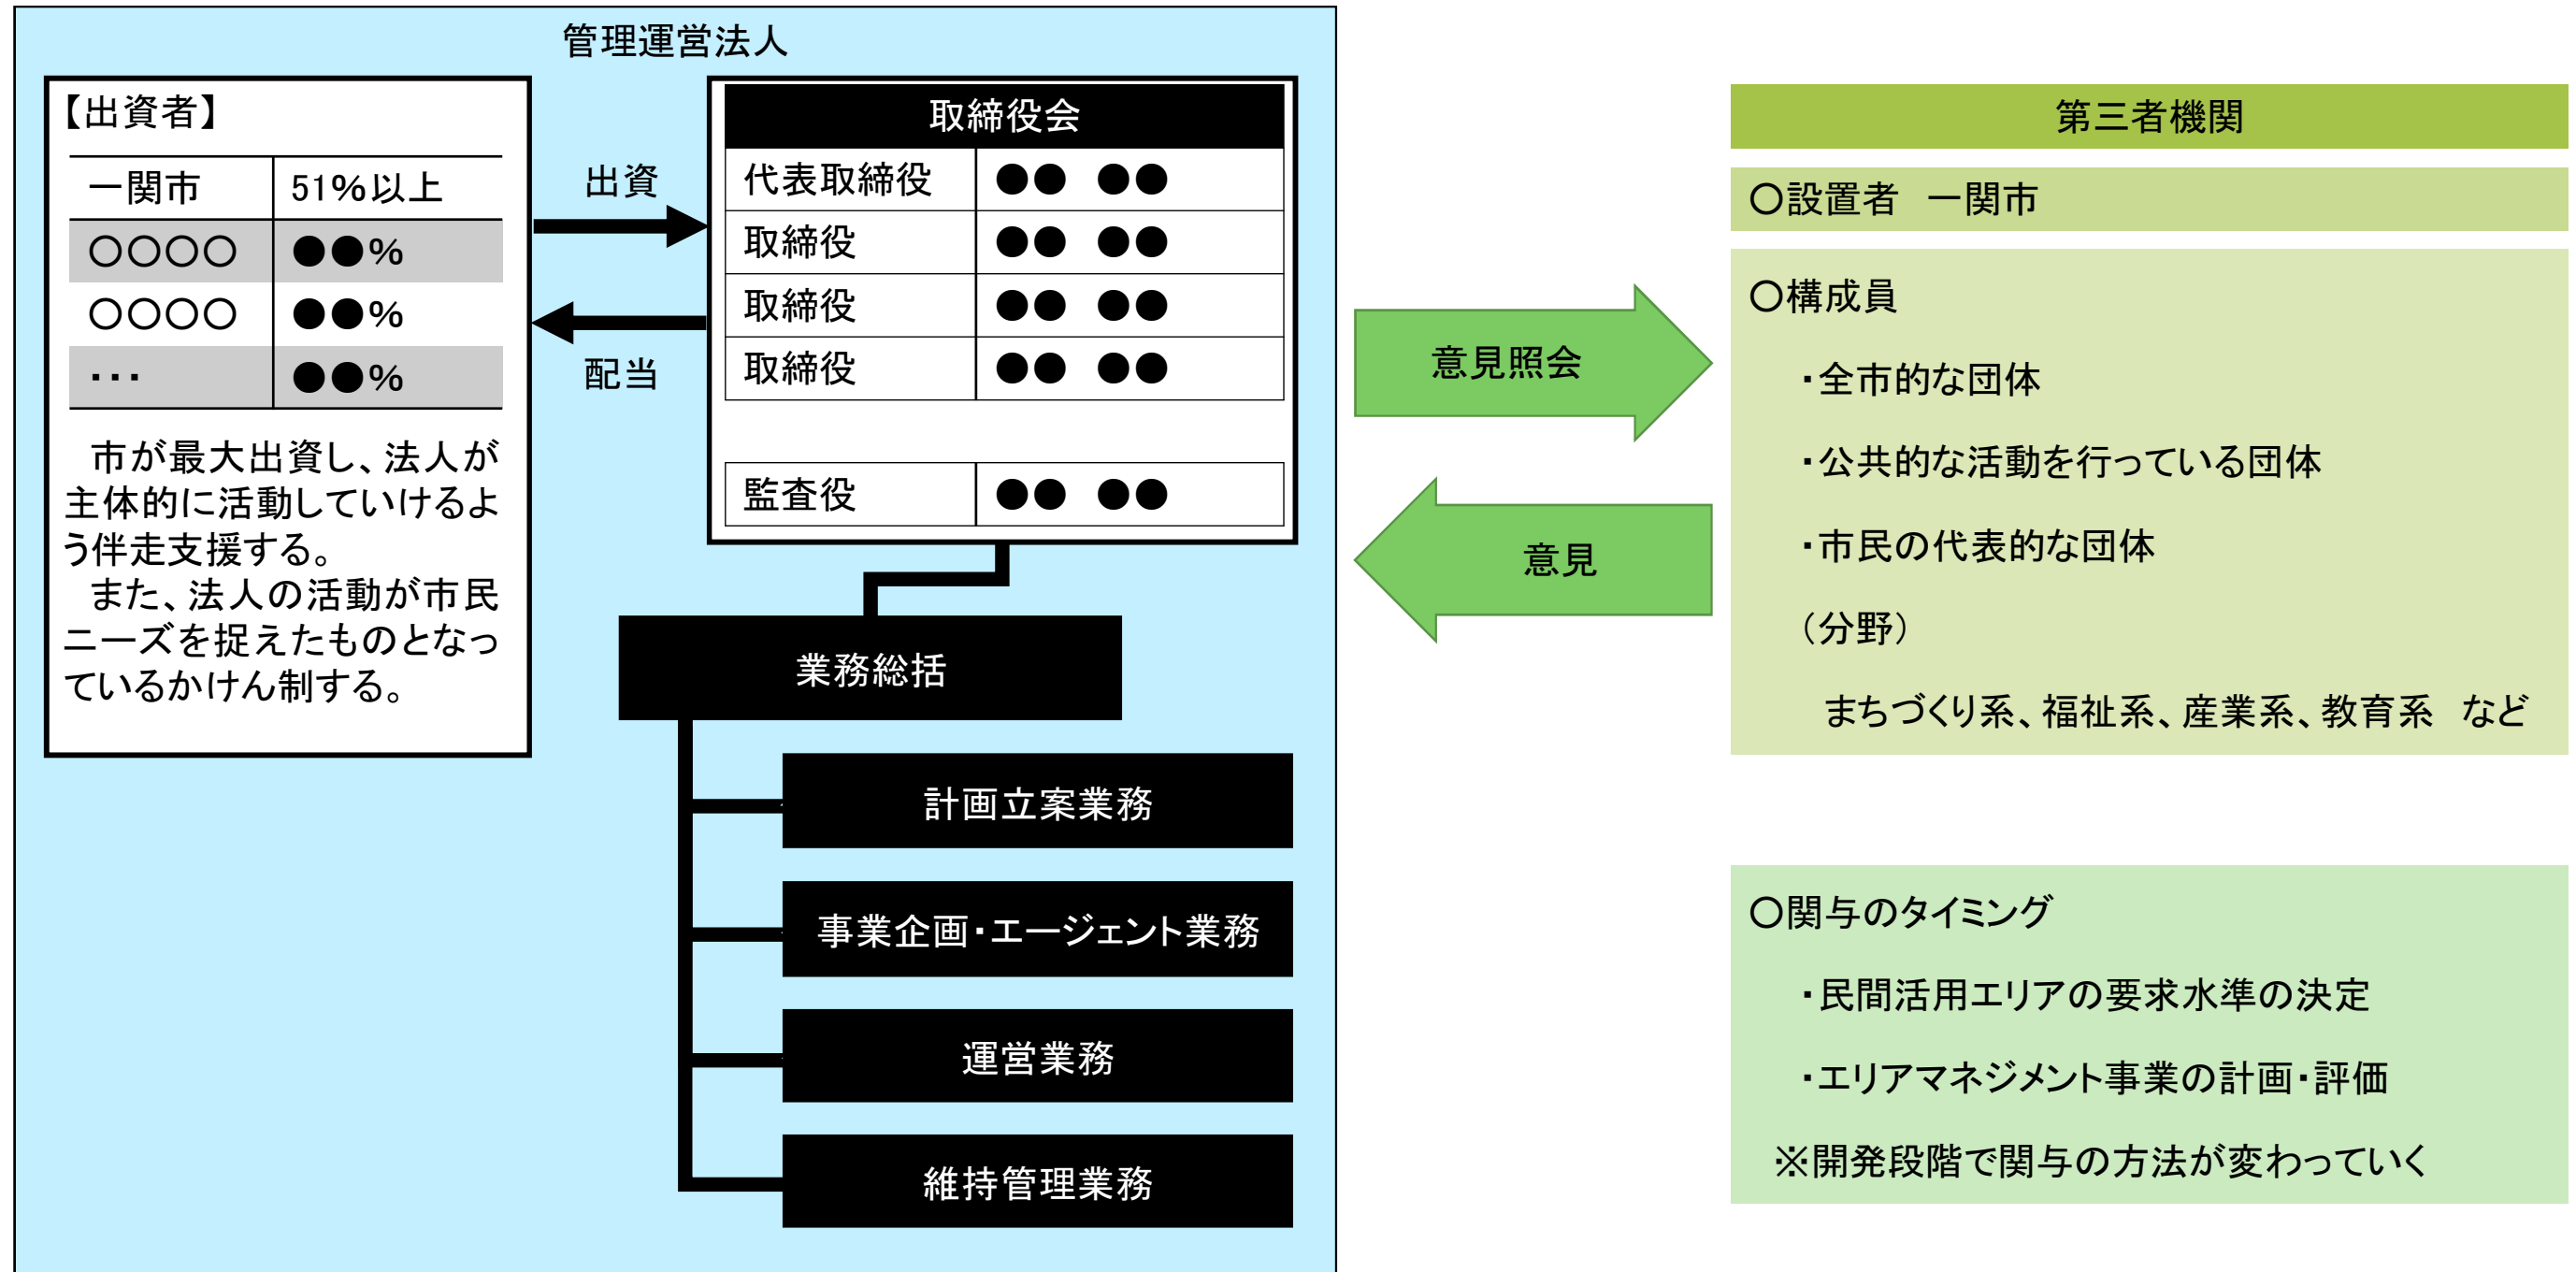 管理運営法人
【出資者】
一関市 51%以上
○○○○ ●●%
○○○○ ●●%
・・・ ●●%
市が最大出資し、法人が
主体的に活動していけるよ
う伴走支援する。
また、法人の活動が市民
ニーズを捉えたものとなっ
ているかけん制する。
出資
配当
取締役会
代表取締役 ●● ●●
取締役 ●● ●●
取締役 ●● ●●
取締役 ●● ●●
監査役 ●● ●●
業務総括
計画立案業務
事業企画・エージェント業務
運営業務
維持管理業務
意見照会
意見
第三者機関
○設置者 一関市
○構成員
・全市的な団体
・公共的な活動を行っている団体
・市民の代表的な団体
（分野）
まちづくり系、福祉系、産業系、教育系 など
○関与のタイミング
・民間活用エリアの要求水準の決定
・エリアマネジメント事業の計画・評価
※開発段階で関与の方法が変わっていく